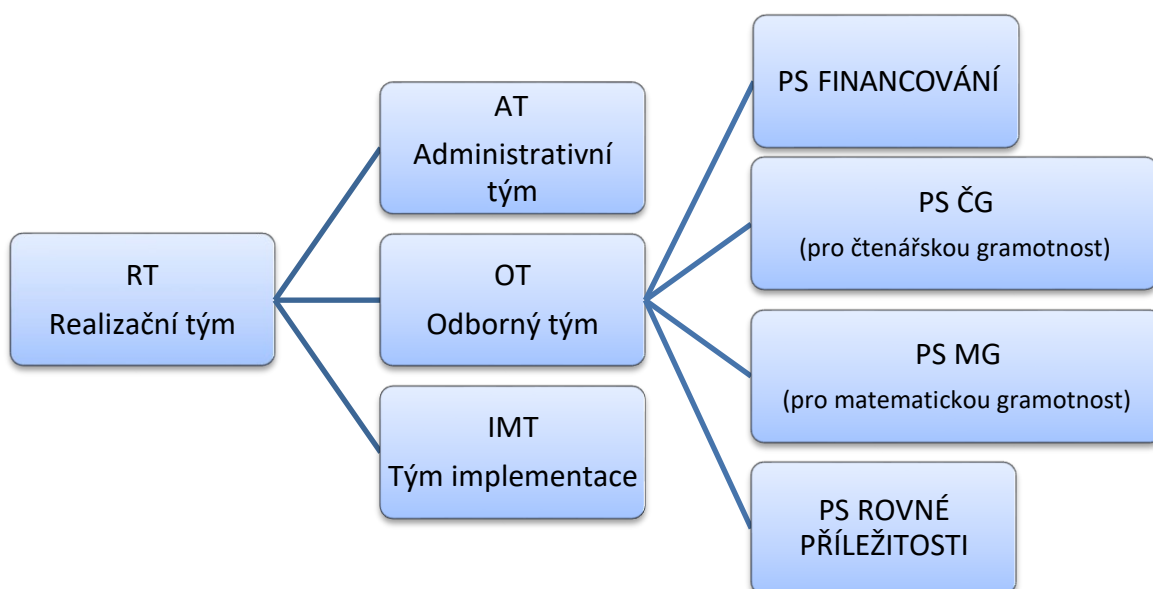 RT
Realizační tým
AT
Administrativní
tým
OT
Odborný tým
IMT
Tým implementace
PS FINANCOVÁNÍ
PS ČG
(pro čtenářskou gramotnost)
PS MG
(pro matematickou gramotnost)
PS ROVNÉ
PŘÍLEŽITOSTI